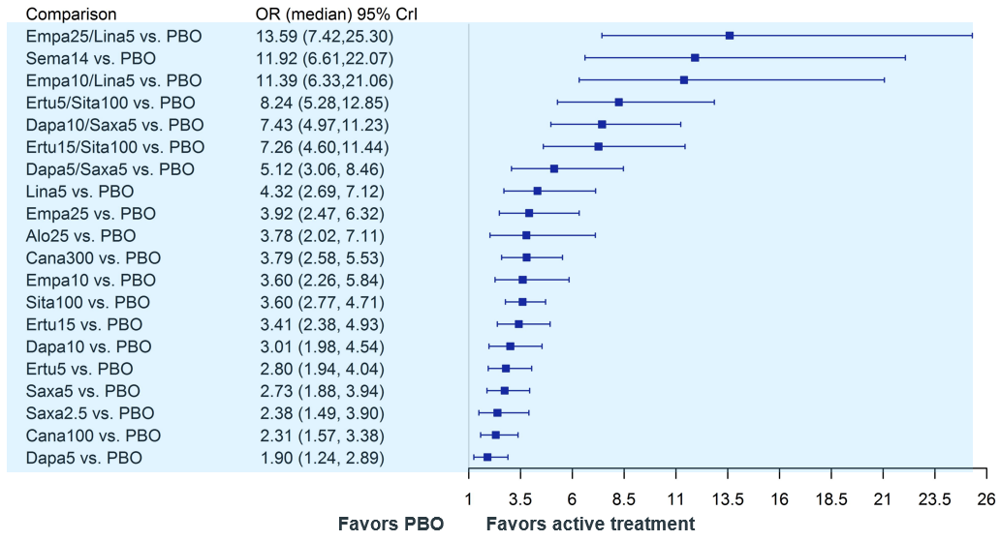 Comparison OR (median) 95% CrI
Empa25/Lina5 vs. PBO 13.59 (7.42,25.30)
Sema14 vs. PBO 11.92 (6.61,22.07)
Empa10/Lina5 vs. PBO 11.39 (6.33,21.06)
Ertu5/Sita100 vs. PBO 8.24 (5.28,12.85)
Dapa10/Saxa5 vs. PBO 7.43 (4.97,11.23)
Ertu15/Sita100 vs. PBO 7.26 (4.60,11.44)
Dapa5/Saxa5 vs. PBO 5.12 (3.06, 8.46)
Lina5 vs. PBO 4.32 (2.69, 7.12)
Empa25 vs. PBO 3.92 (2.47, 6.32)
Alo25 vs. PBO 3.78 (2.02, 7.11)
Cana300 vs. PBO 3.79 (2.58, 5.53)
Empa10 vs. PBO 3.60 (2.26, 5.84)
Sita100 vs. PBO 3.60 (2.77, 4.71)
Ertu15 vs. PBO 3.41 (2.38, 4.93)
Dapa10 vs. PBO 3.01 (1.98, 4.54)
Ertu5 vs. PBO 2.80 (1.94, 4.04)
Saxa5 vs. PBO 2.73 (1.88, 3.94)
Saxa2.5 vs. PBO 2.38 (1.49, 3.90)
Cana100 vs. PBO 2.31 (1.57, 3.38)
Dapa5 vs. PBO 1.90 (1.24, 2.89)
1 3.5 6 8.5 11 13.5 16 18.5 21 23.5 26
Favors PBO Favors active treatment